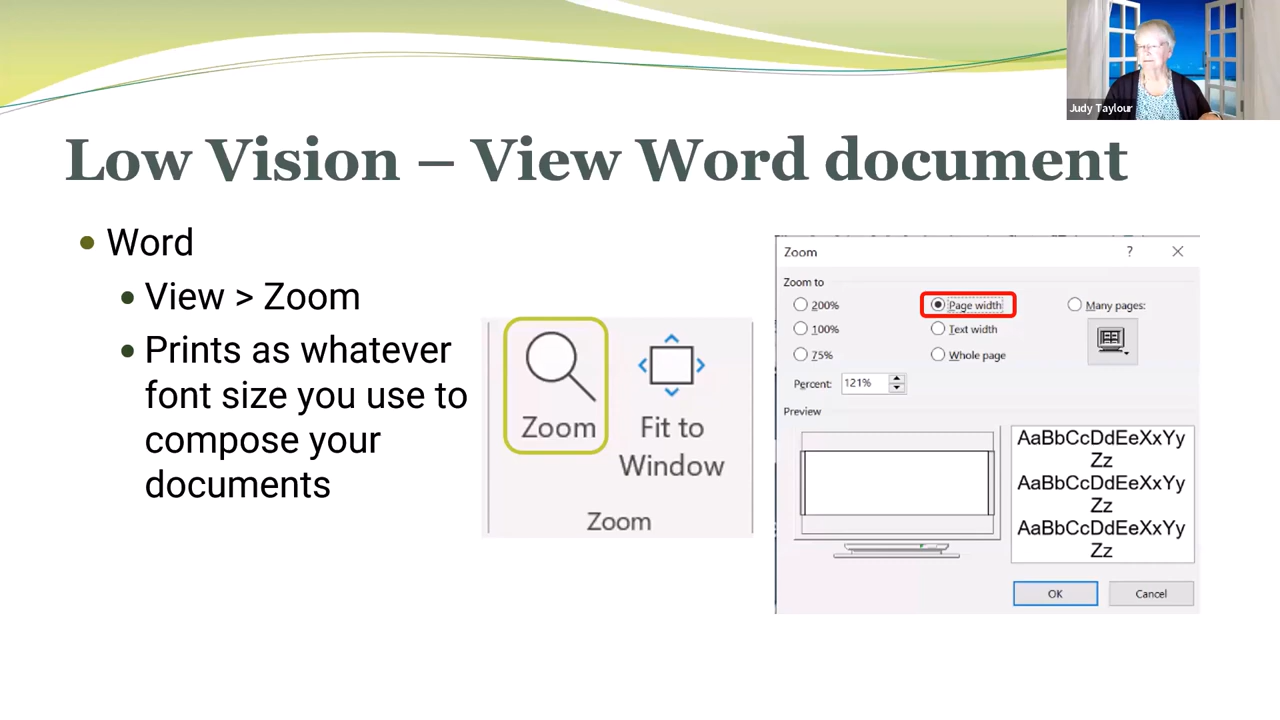 Judy Taylour
Low Vision – View Word document
• Word
• View > Zoom
• Prints as whatever
font size you use to
compose your
documents
Zoom
Fit to
Window
Zoom
Zoom ?
Zoom to
200%
Page width
Many pages:
100%
Text width
75%
Whole page
Percent: 121%
Preview
AaBbCcDdEeXxYy
Zz
AaBbCcDdEeXxYy
Zz
AaBbCcDdEeXxYy
Zz
OK
Cancel